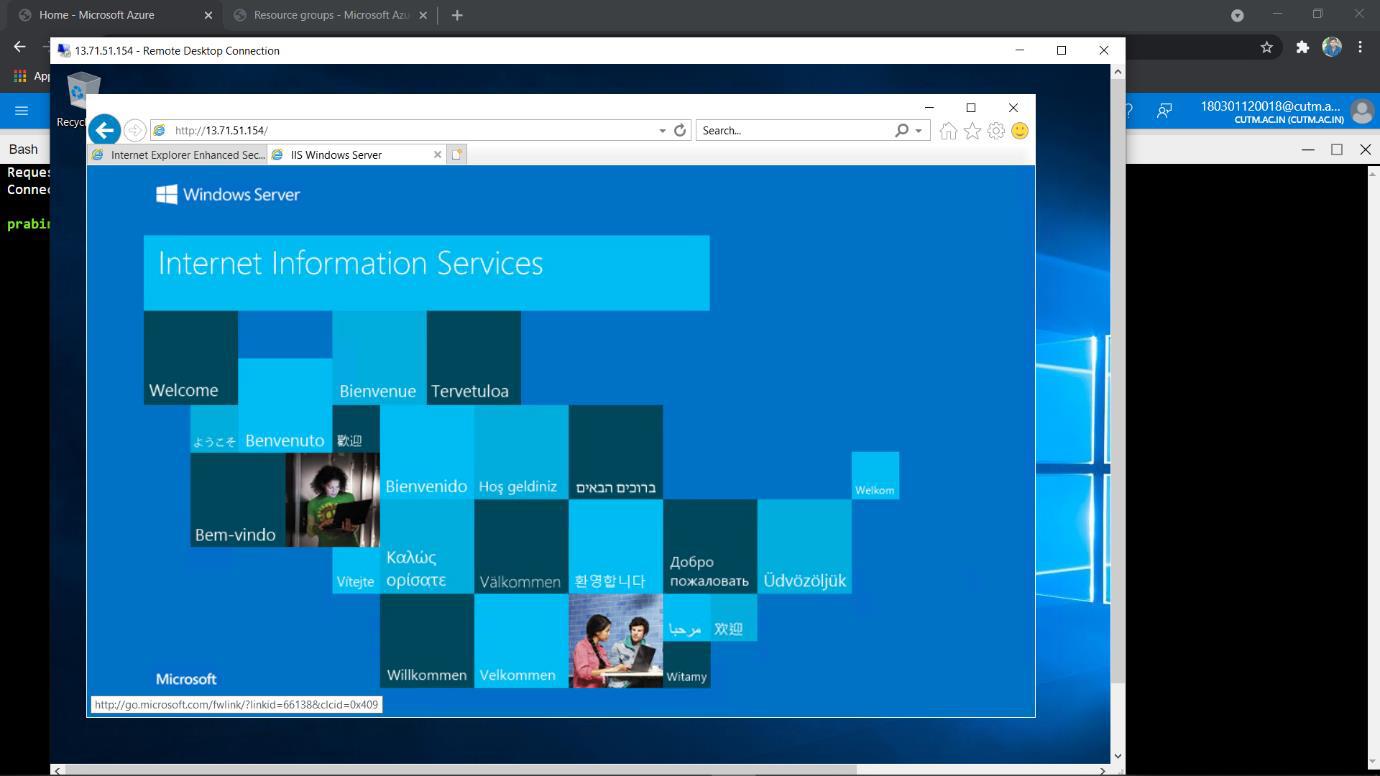 Home - Microsoft Azure
Resource groups - Microsoft Azu
13.71.51.154 - Remote Desktop Connection
App
180301120018@cutm.a...
CUTM.AC.IN (CUTM.AC.IN)
Recycl
http://13.71.51.154/
Search...
Bash
Internet Explorer Enhanced Sec...
IIS Windows Server
Reques
Connec
prabin
Windows Server
Internet Information Services
Welcome
Bienvenue
Tervetuloa
ようこそ
Benvenuto
歡迎
Bienvenido
Hoş geldiniz
ברוכים הבאים
Welkom
Bem-vindo
Vítejte
Καλώς
ορίσατε
Välkommen
환영합니다
Добро
пожаловать
Üdvözöljük
مرحبا
欢迎
Willkommen
Velkommen
Witamy
Microsoft
http://go.microsoft.com/fwlink/?linkid=66138&clcid=0x409